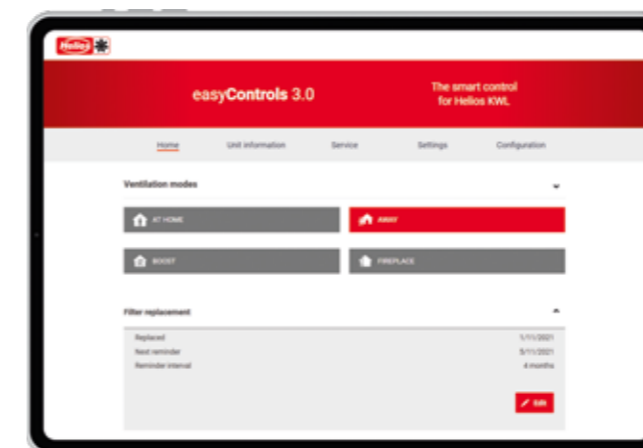 Helios
easyControls 3.0
The smart control
for Helios KWL
Home Unit information Service Settings Configuration
Ventilation modes
AT HOME AWAY
BOOST FIREPLACE
Filter replacement
Replaced 1/11/2021
Next reminder 5/11/2021
Reminder interval 4 months
Edit